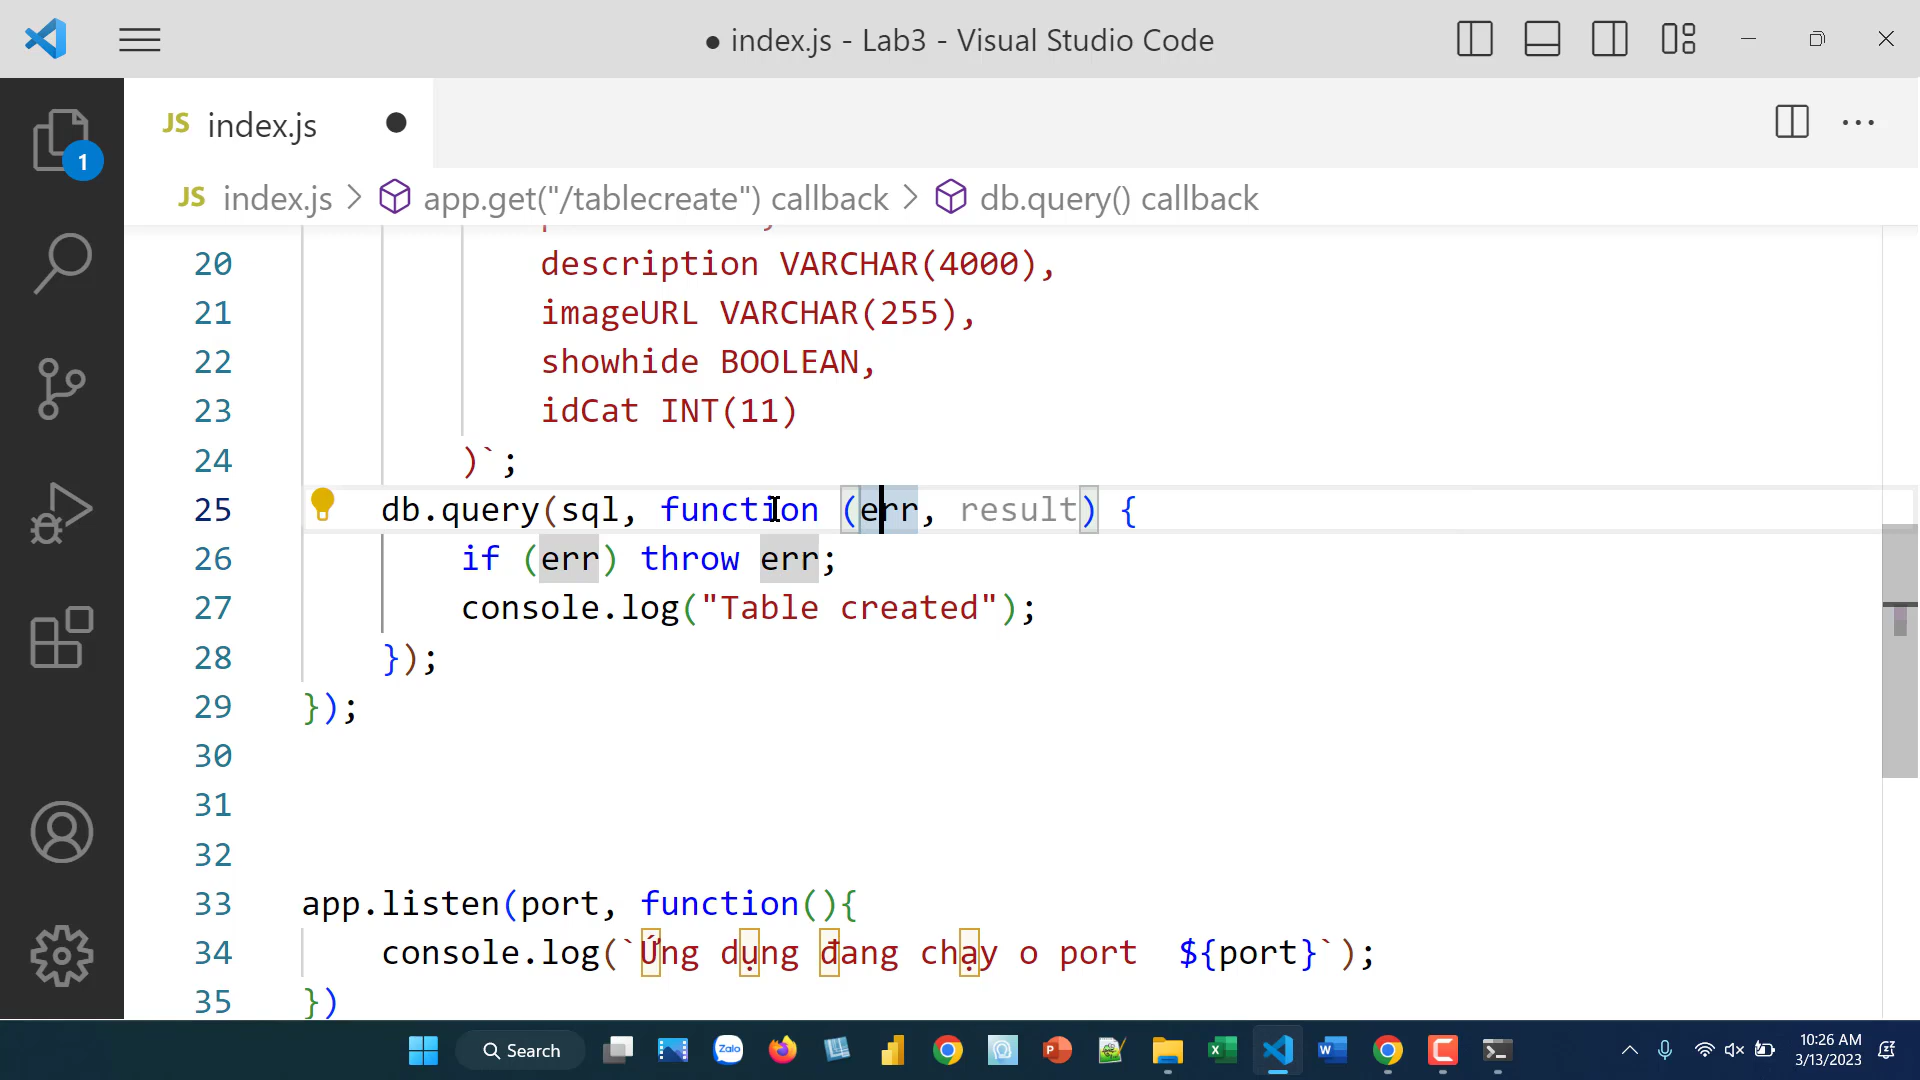 ● index.js - Lab3 - Visual Studio Code
JS index.js ●
1
JS index.js > app.get("/tablecreate") callback > db.query() callback
20 description VARCHAR(4000),
21 imageURL VARCHAR(255),
22 showhide BOOLEAN,
23 idCat INT(11)
24 )`;
25 db.query(sql, function (err, result) {
26 if (err) throw err;
27 console.log("Table created");
28 });
29 });
30
31
32
33 app.listen(port, function(){
34 console.log(`Ứng dụng đang chạy o port  ${port}`);
35 })
Search
Zalo
10:26 AM
3/13/2023